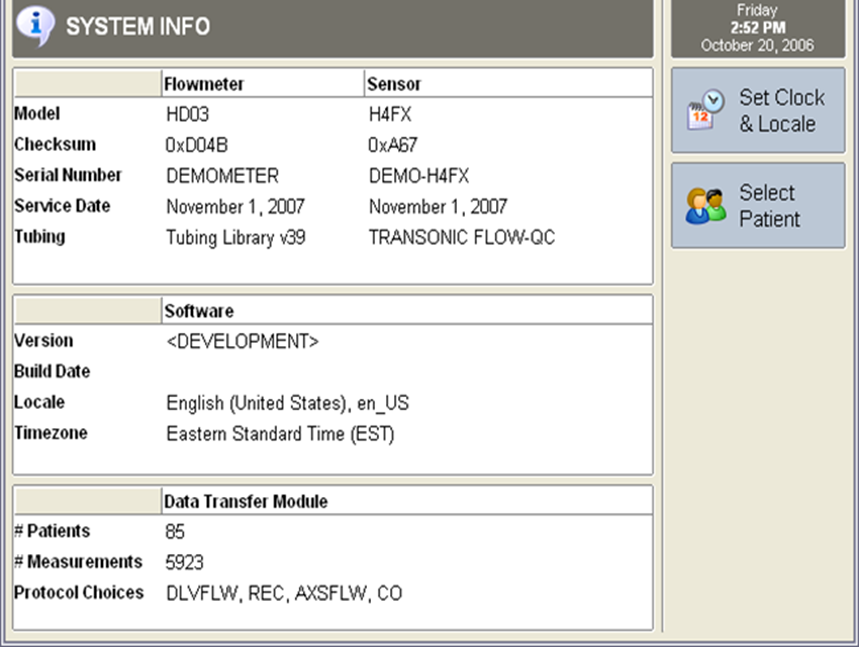 SYSTEM INFO
Friday
2:52 PM
October 20, 2006
Flowmeter Sensor
Model HD03 H4FX
Checksum 0xD04B 0xA67
Serial Number DEMOMETER DEMO-H4FX
Service Date November 1, 2007 November 1, 2007
Tubing Tubing Library v39 TRANSONIC FLOW-QC
Software
Version <DEVELOPMENT>
Build Date
Locale English (United States), en_US
Timezone Eastern Standard Time (EST)
Data Transfer Module
# Patients 85
# Measurements 5923
Protocol Choices DLVFLW, REC, AXSFLW, CO
12
Set Clock
& Locale
Select
Patient